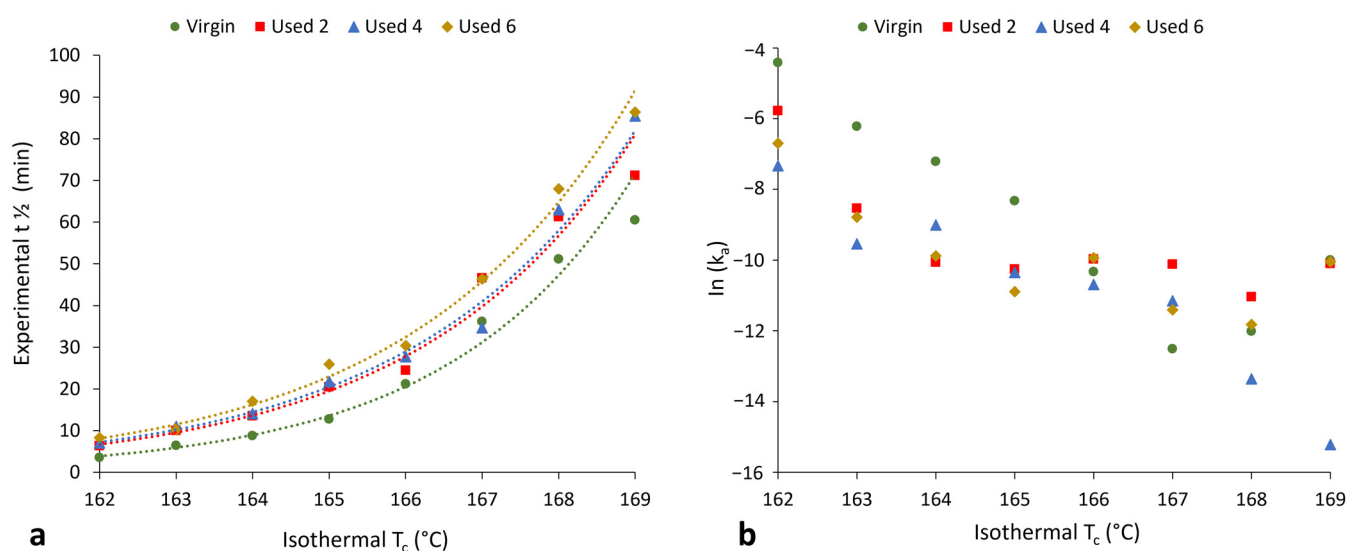 Virgin Used 2 Used 4 Used 6
Experimental t ½ (min)
100
90
80
70
60
50
40
30
20
10
0
162 163 164 165 166 167 168 169
Isothermal Tc (°C)
a
Virgin Used 2 Used 4 Used 6
ln (ka)
−4
−6
−8
−10
−12
−14
−16
162 163 164 165 166 167 168 169
Isothermal Tc (°C)
b